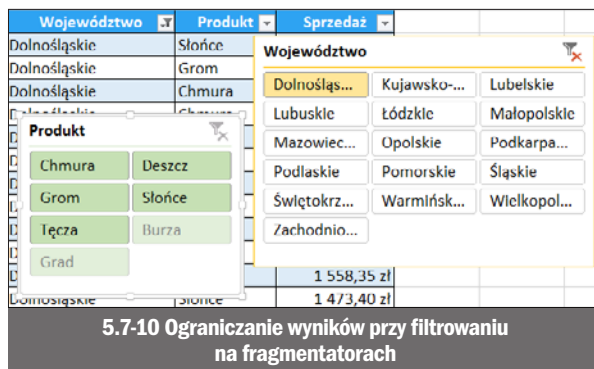 Województwo Produkt Sprzedaż
Dolnośląskie Słońce
Dolnośląskie Grom
Dolnośląskie Chmura
Województwo
Dolnośląs... Kujawsko-... Lubelskie
Lubuskie Łódzkie Małopolskie
Mazowiec... Opolskie Podkarpa...
Podlaskie Pomorskie Śląskie
Świętokrz... Warmińsk... Wielkopol...
Zachodnio...
Produkt
Chmura Deszcz
Grom Słońce
Tęcza Burza
Grad
1 558,35 zł
Dolnośląskie Słońce 1 473,40 zł
5.7-10 Ograniczanie wyników przy filtrowaniu
na fragmentatorach